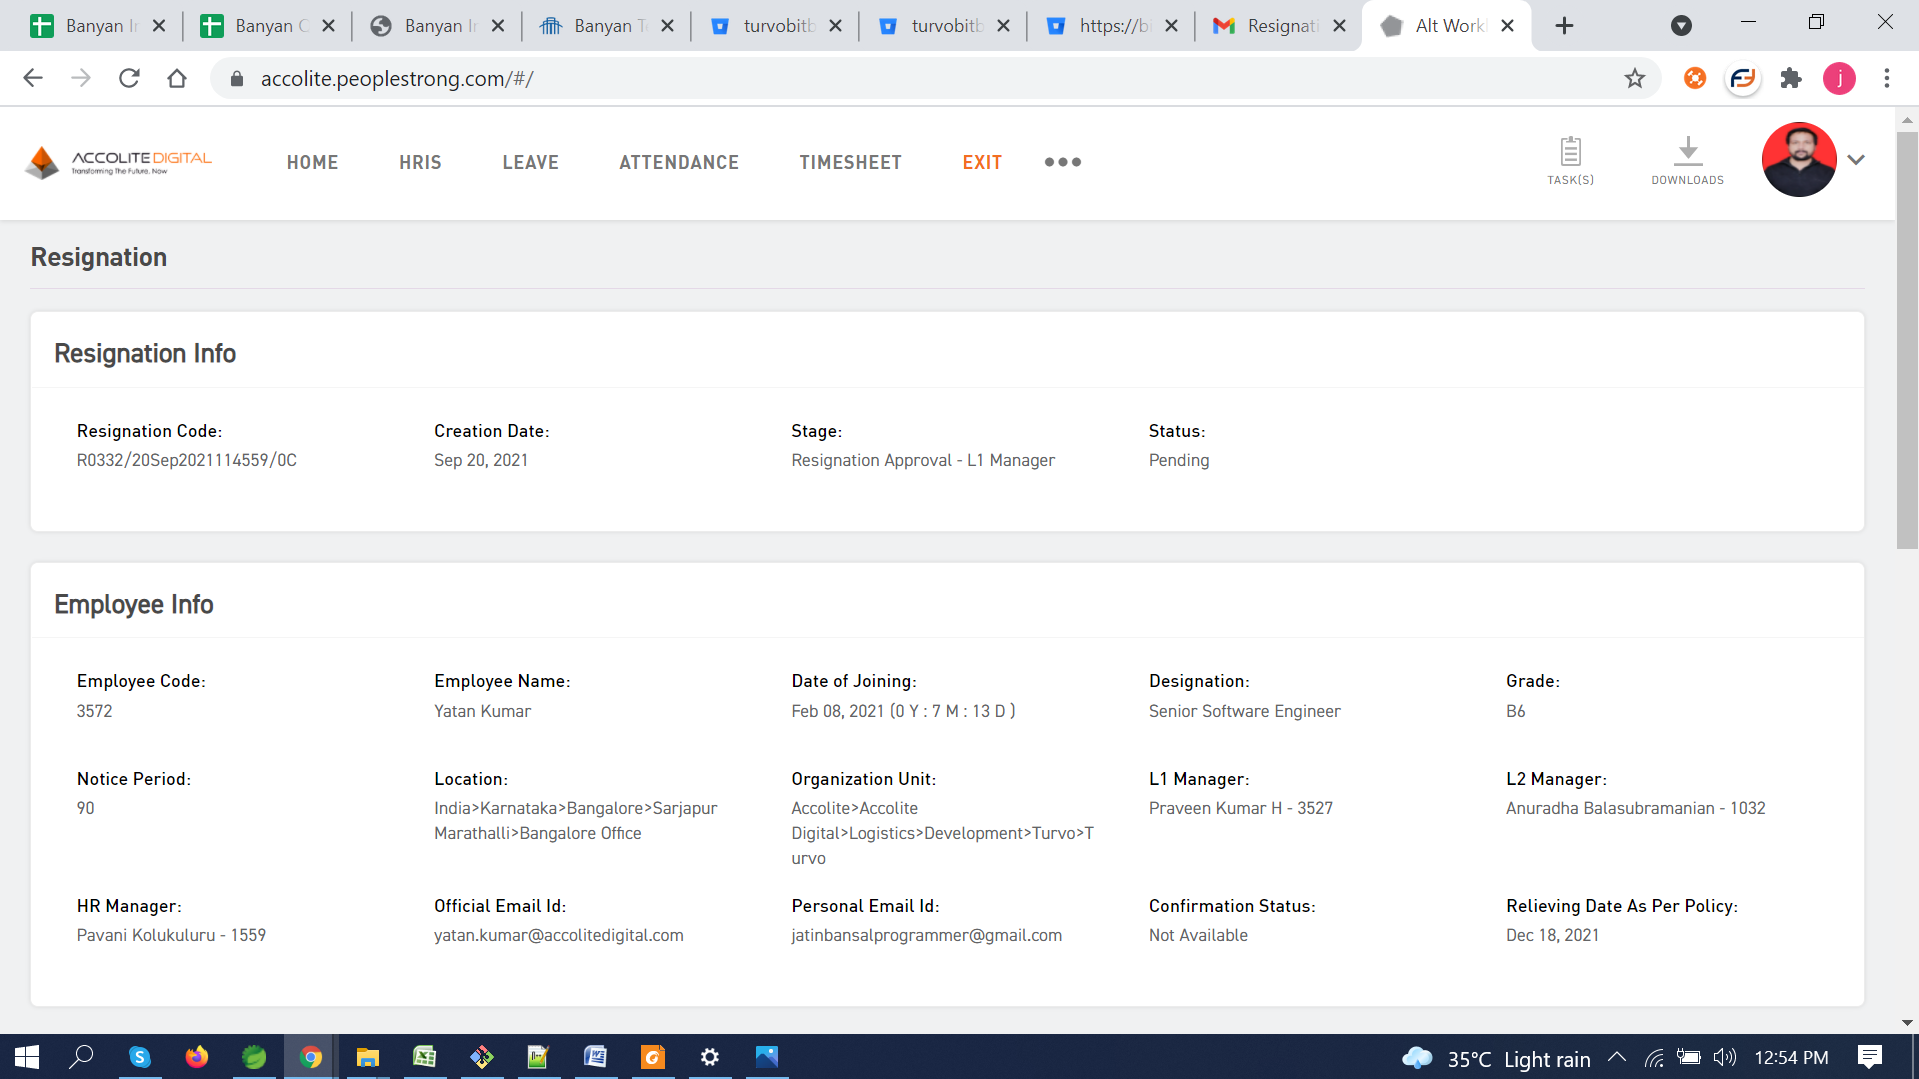 Banyan In
Banyan C
Banyan In
Banyan Te
turvobitb
turvobitb
https://bi
Resignati
Alt Work
j
accolite.peoplestrong.com/#/
ACCOLITE DIGITAL
Transforming The Future. Now
HOME
HRIS
LEAVE
ATTENDANCE
TIMESHEET
EXIT
TASK(S)
DOWNLOADS
Resignation
Resignation Info
Resignation Code:
R0332/20Sep2021114559/0C
Creation Date:
Sep 20, 2021
Stage:
Resignation Approval - L1 Manager
Status:
Pending
Employee Info
Employee Code:
3572
Employee Name:
Yatan Kumar
Date of Joining:
Feb 08, 2021 (0 Y : 7 M : 13 D )
Designation:
Senior Software Engineer
Grade:
B6
Notice Period:
90
Location:
India>Karnataka>Bangalore>Sarjapur
Marathalli>Bangalore Office
Organization Unit:
Accolite>Accolite
Digital>Logistics>Development>Turvo>T
urvo
L1 Manager:
Praveen Kumar H - 3527
L2 Manager:
Anuradha Balasubramanian - 1032
HR Manager:
Pavani Kolukuluru - 1559
Official Email Id:
yatan.kumar@accolitedigital.com
Personal Email Id:
jatinbansalprogrammer@gmail.com
Confirmation Status:
Not Available
Relieving Date As Per Policy:
Dec 18, 2021
35°C Light rain
12:54 PM